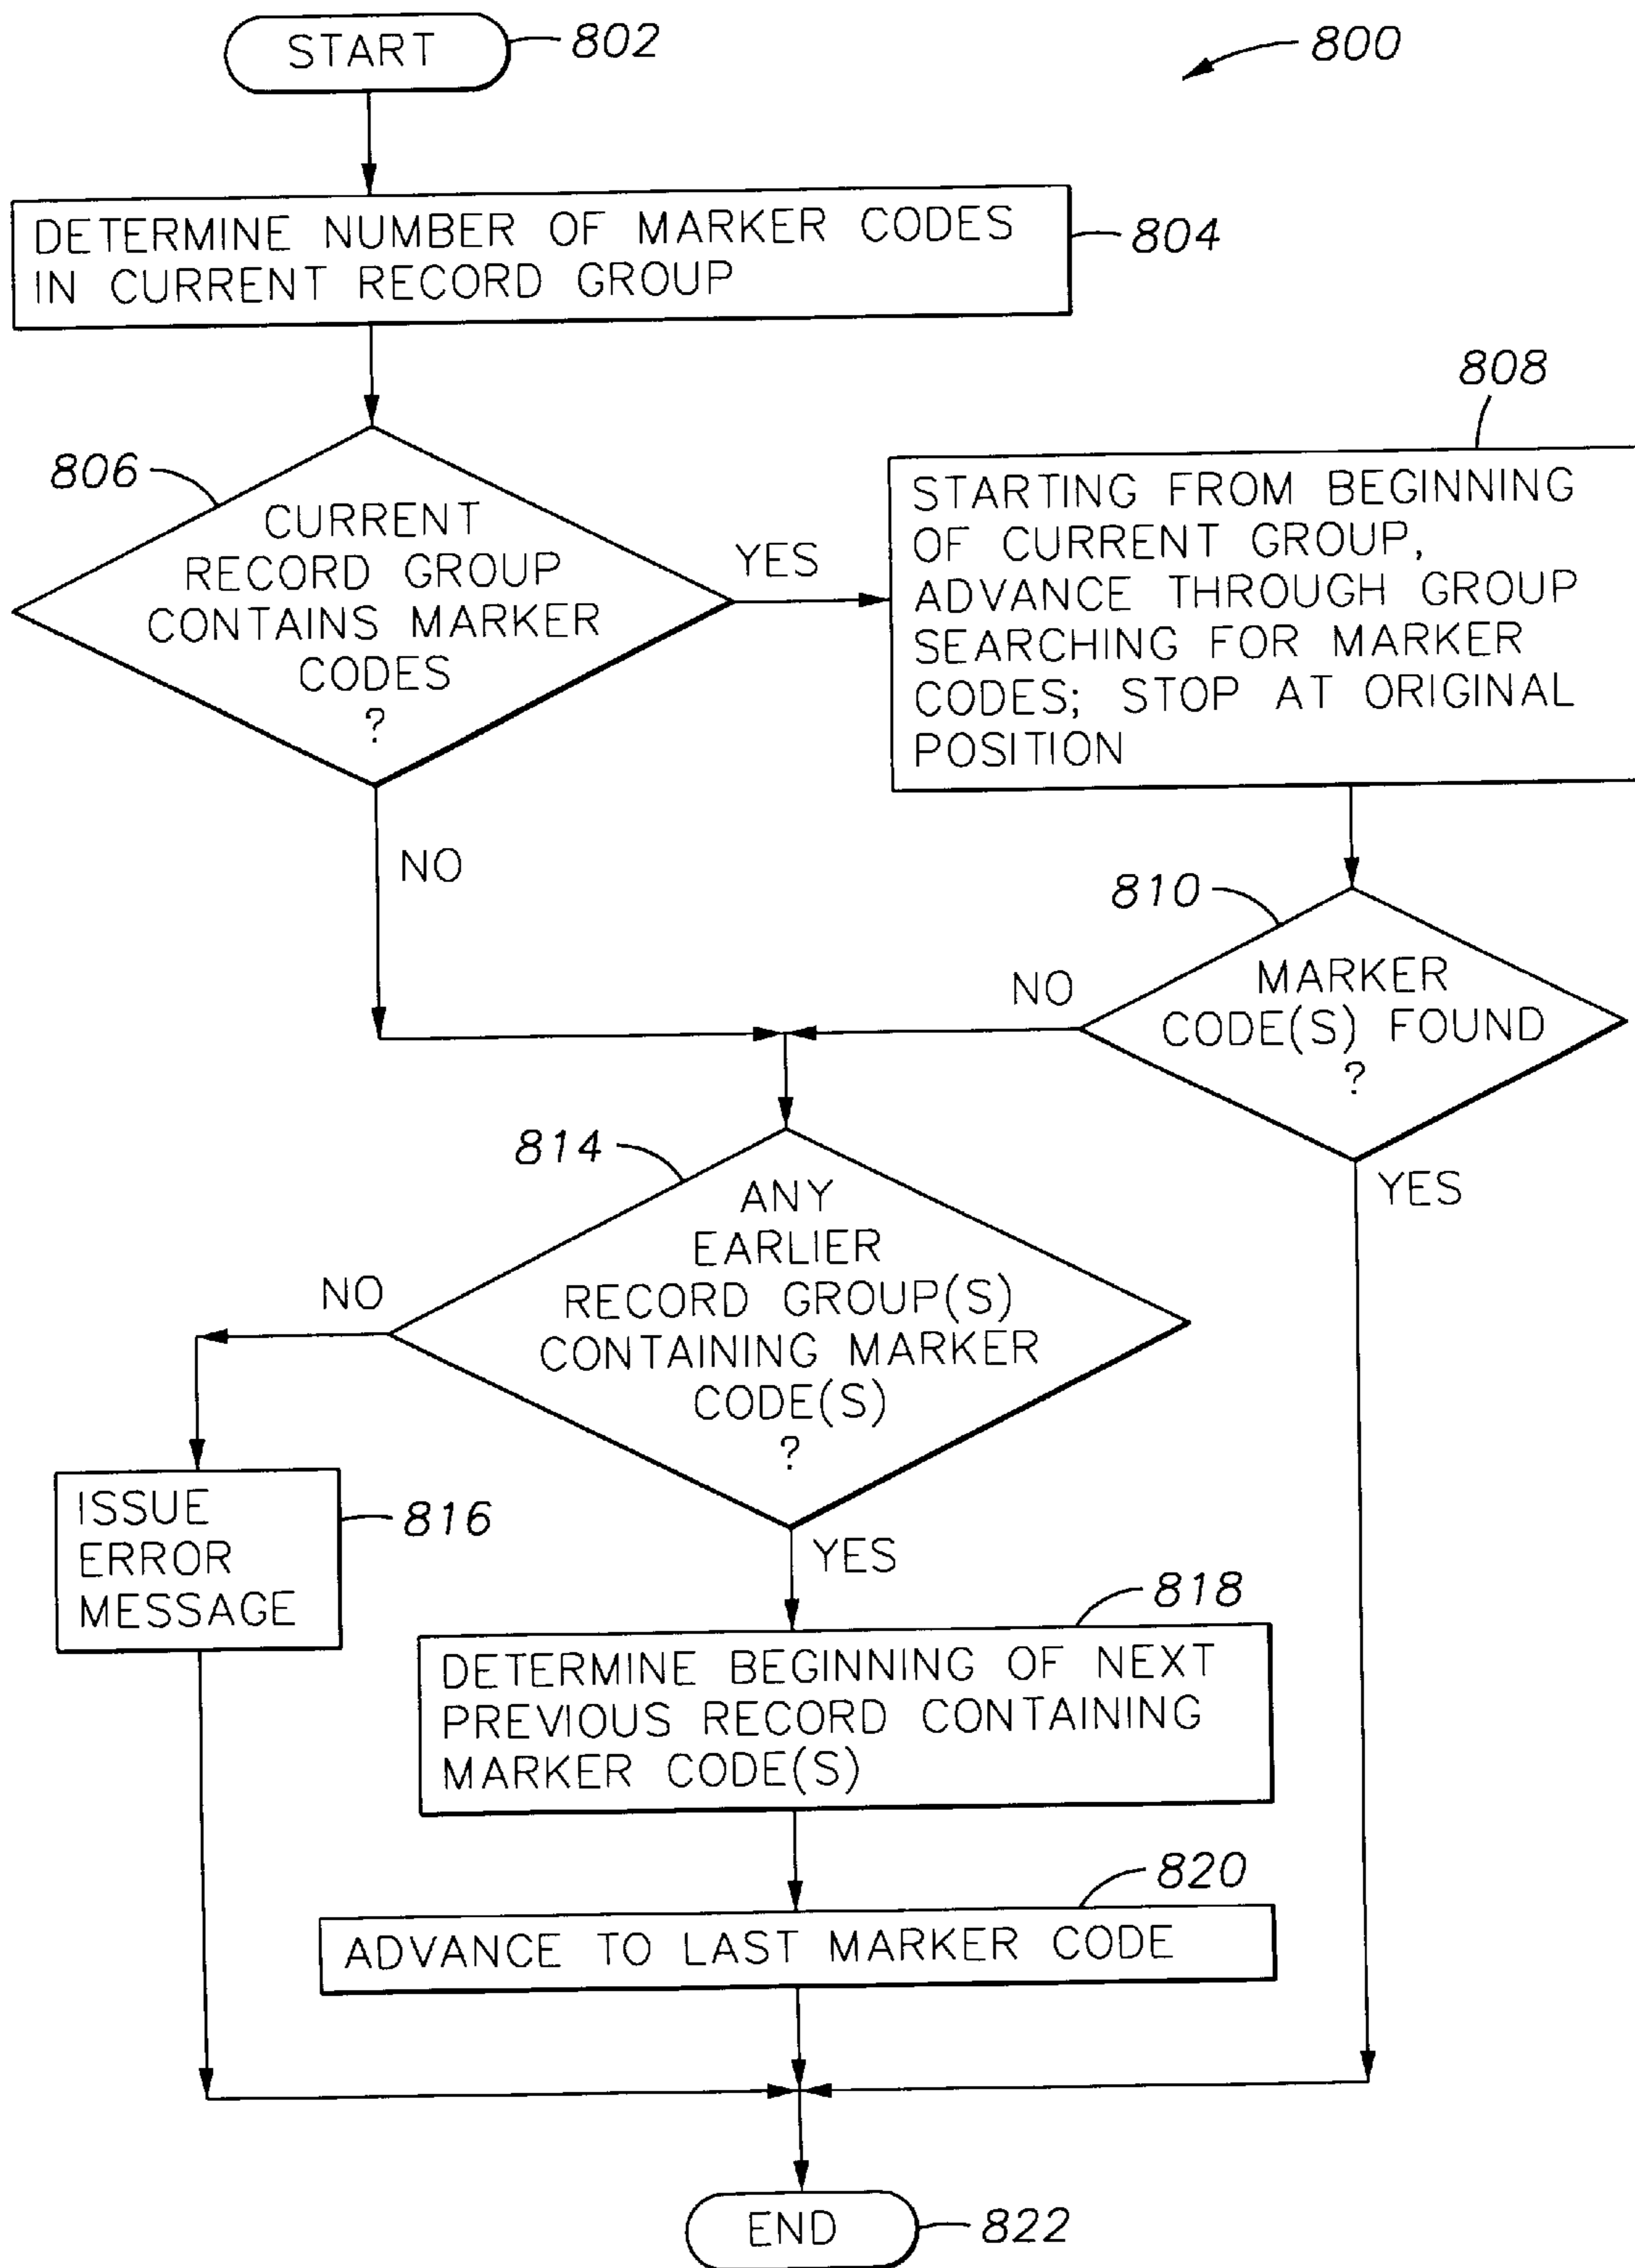 START
802
800
DETERMINE NUMBER OF MARKER CODES
IN CURRENT RECORD GROUP
804
806
CURRENT
RECORD GROUP
CONTAINS MARKER
CODES
?
YES
NO
808
STARTING FROM BEGINNING
OF CURRENT GROUP,
ADVANCE THROUGH GROUP
SEARCHING FOR MARKER
CODES; STOP AT ORIGINAL
POSITION
810
MARKER
CODE(S) FOUND
?
NO
YES
814
ANY
EARLIER
RECORD GROUP(S)
CONTAINING MARKER
CODE(S)
?
NO
YES
ISSUE
ERROR
MESSAGE
816
818
DETERMINE BEGINNING OF NEXT
PREVIOUS RECORD CONTAINING
MARKER CODE(S)
820
ADVANCE TO LAST MARKER CODE
END
822